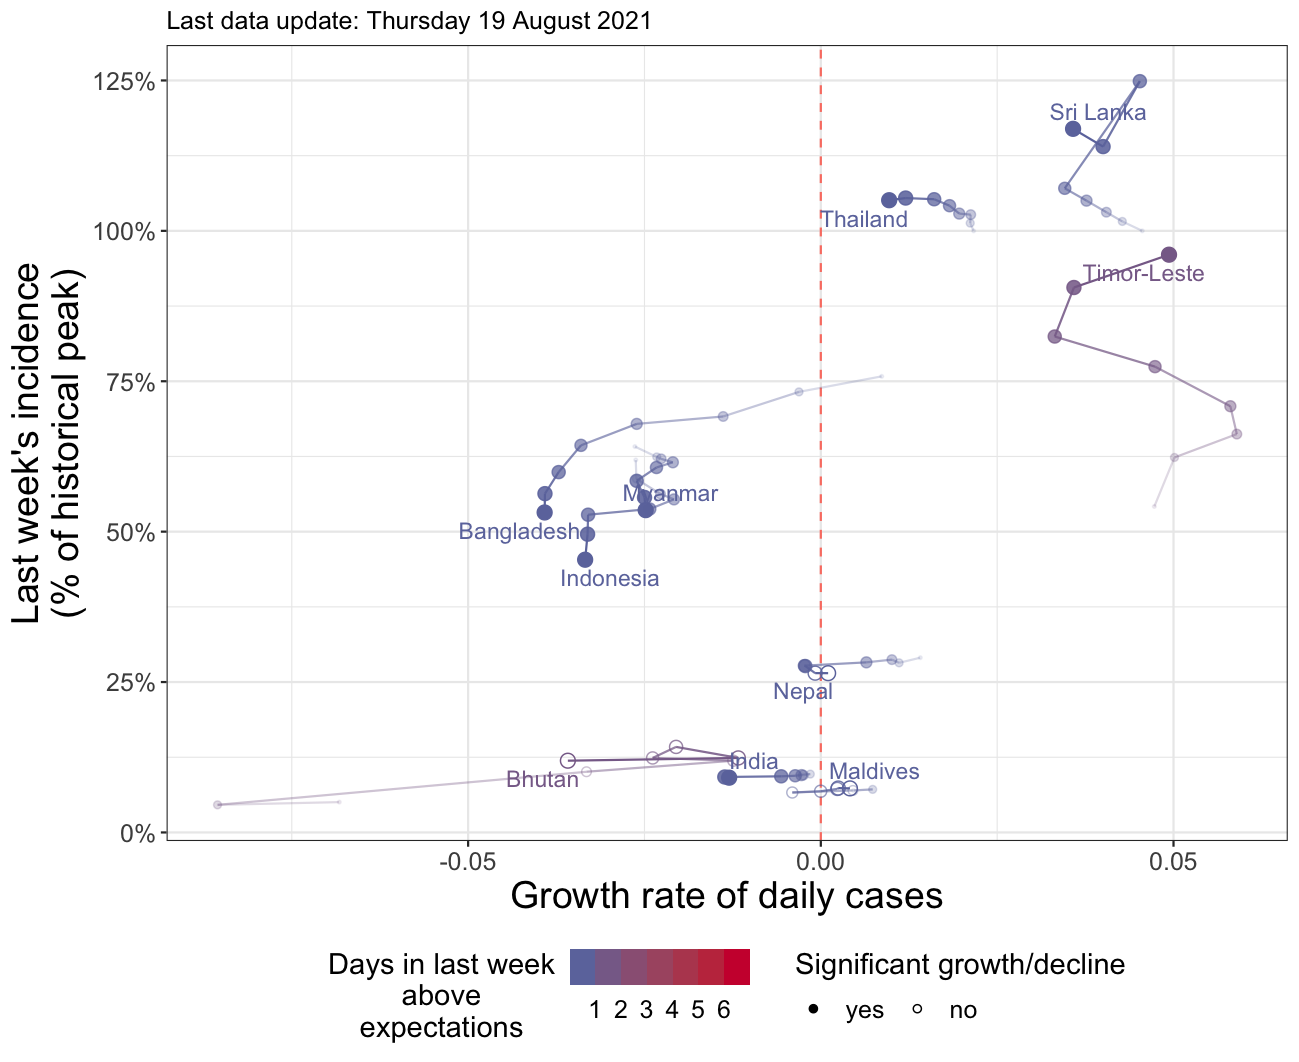 Last data update: Thursday 19 August 2021
Last week's incidence
(% of historical peak)
125%
100%
75%
50%
25%
0%
Sri Lanka
Thailand
Timor-Leste
Myanmar
Bangladesh
Indonesia
Nepal
India
Maldives
Bhutan
-0.05
0.00
0.05
Growth rate of daily cases
Days in last week
above
expectations
1 2 3 4 5 6
Significant growth/decline
yes
no